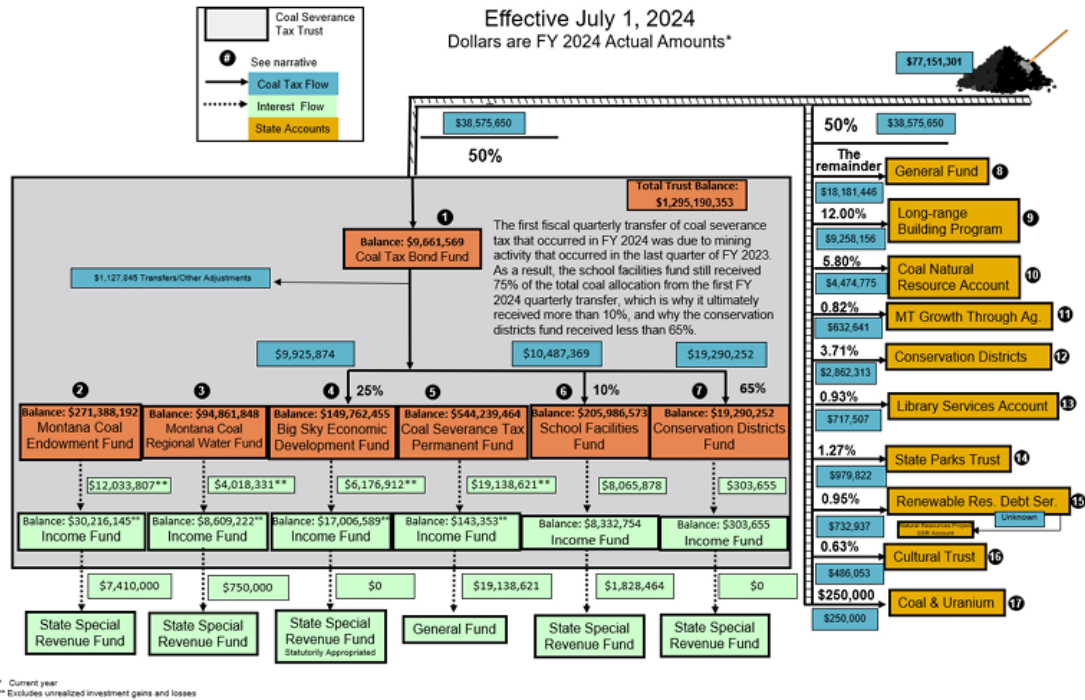 Effective July 1, 2024
Dollars are FY 2024 Actual Amounts*
Coal Severance
Tax Trust
#
See narrative
Coal Tax Flow
Interest Flow
State Accounts
$77,151,301
$38,575,650
50%
50%
$38,575,650
Total Trust Balance:
$1,295,190,353
1
Balance: $9,661,569
Coal Tax Bond Fund
$1,127,845 Transfers/Other Adjustments
The first fiscal quarterly transfer of coal severance
tax that occurred in FY 2024 was due to mining
activity that occurred in the last quarter of FY 2023.
As a result, the school facilities fund still received
75% of the total coal allocation from the first FY
2024 quarterly transfer, which is why it ultimately
received more than 10%, and why the conservation
districts fund received less than 65%.
$9,925,874
$10,487,369
$19,290,252
2
3
4
25%
5
6
10%
7
65%
Balance: $271,388,192
Montana Coal
Endowment Fund
Balance: $94,861,848
Montana Coal
Regional Water Fund
Balance: $149,762,455
Big Sky Economic
Development Fund
Balance: $544,239,464
Coal Severance Tax
Permanent Fund
Balance: $205,986,573
School Facilities
Fund
Balance: $19,290,252
Conservation Districts
Fund
$12,033,807**
$4,018,331**
$6,176,912**
$19,138,621**
$8,065,878
$303,655
Balance: $30,216,145**
Income Fund
Balance: $8,609,222**
Income Fund
Balance: $17,006,589**
Income Fund
Balance: $143,353**
Income Fund
Balance: $8,332,754
Income Fund
Balance: $303,655
Income Fund
$7,410,000
$750,000
$0
$19,138,621
$1,828,464
$0
State Special
Revenue Fund
State Special
Revenue Fund
State Special
Revenue Fund
Statutorily Appropriated
General Fund
State Special
Revenue Fund
State Special
Revenue Fund
The
remainder
$18,181,446
General Fund
8
12.00%
$9,258,156
Long-range
Building Program
9
5.80%
$4,474,775
Coal Natural
Resource Account
10
0.82%
$632,641
MT Growth Through Ag.
11
3.71%
$2,862,313
Conservation Districts
12
0.93%
$717,507
Library Services Account
13
1.27%
$979,822
State Parks Trust
14
0.95%
$732,937
Renewable Res. Debt Ser.
15
Unknown
Natural Resources Project
SSR Account
0.63%
$486,053
Cultural Trust
16
$250,000
$250,000
Coal & Uranium
17
* Current year
** Excludes unrealized investment gains and losses